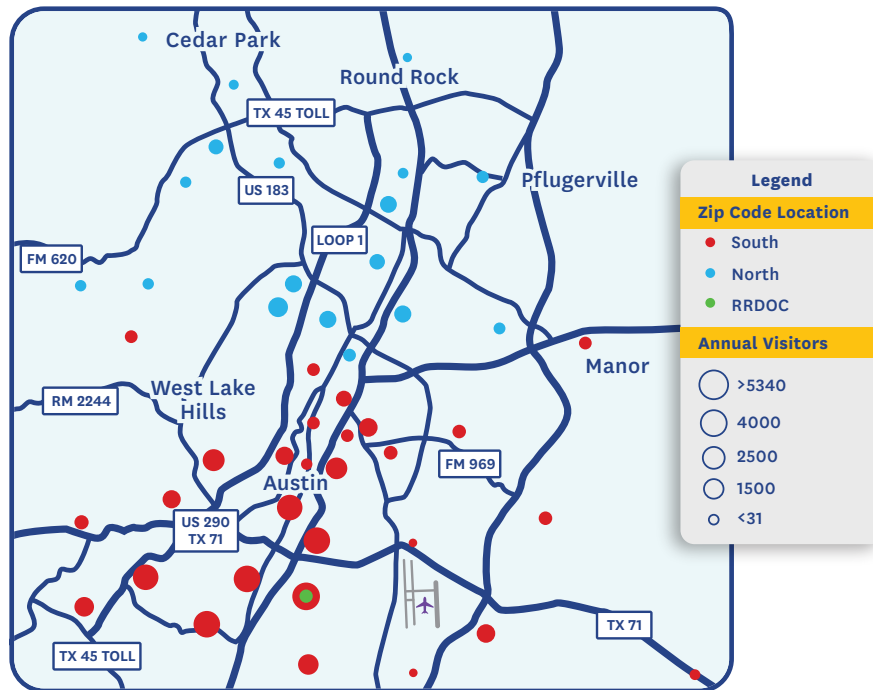 Cedar Park
Round Rock
TX 45 TOLL
US 183
Pflugerville
LOOP 1
FM 620
Manor
West Lake
Hills
RM 2244
FM 969
Austin
US 290
TX 71
TX 71
TX 45 TOLL
Legend
Zip Code Location
South
North
RRDOC
Annual Visitors
>5340
4000
2500
1500
<31